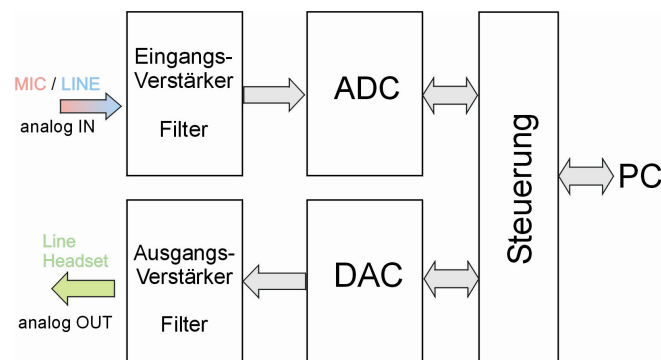 MIC / LINE
analog IN
Eingangs-
Verstärker
Filter
ADC
Steuerung
PC
Line
Headset
analog OUT
Ausgangs-
Verstärker
Filter
DAC